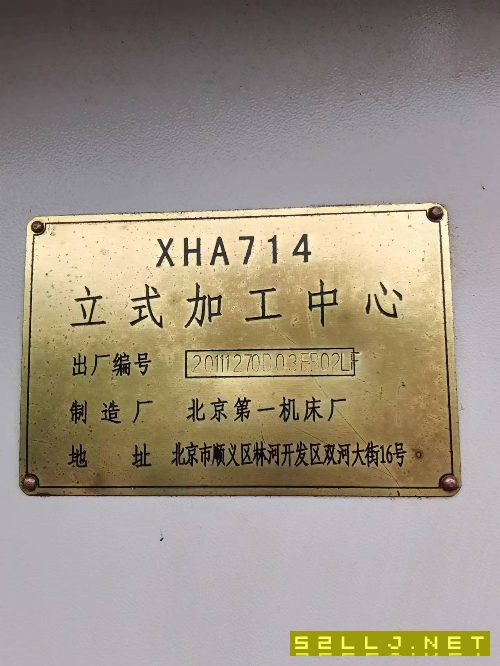 XHA714
立式加工中心
出厂编号
制造厂 北京第一机床厂
地址 北京市顺义区林河开发区双河大街16号
52LLJ.NET